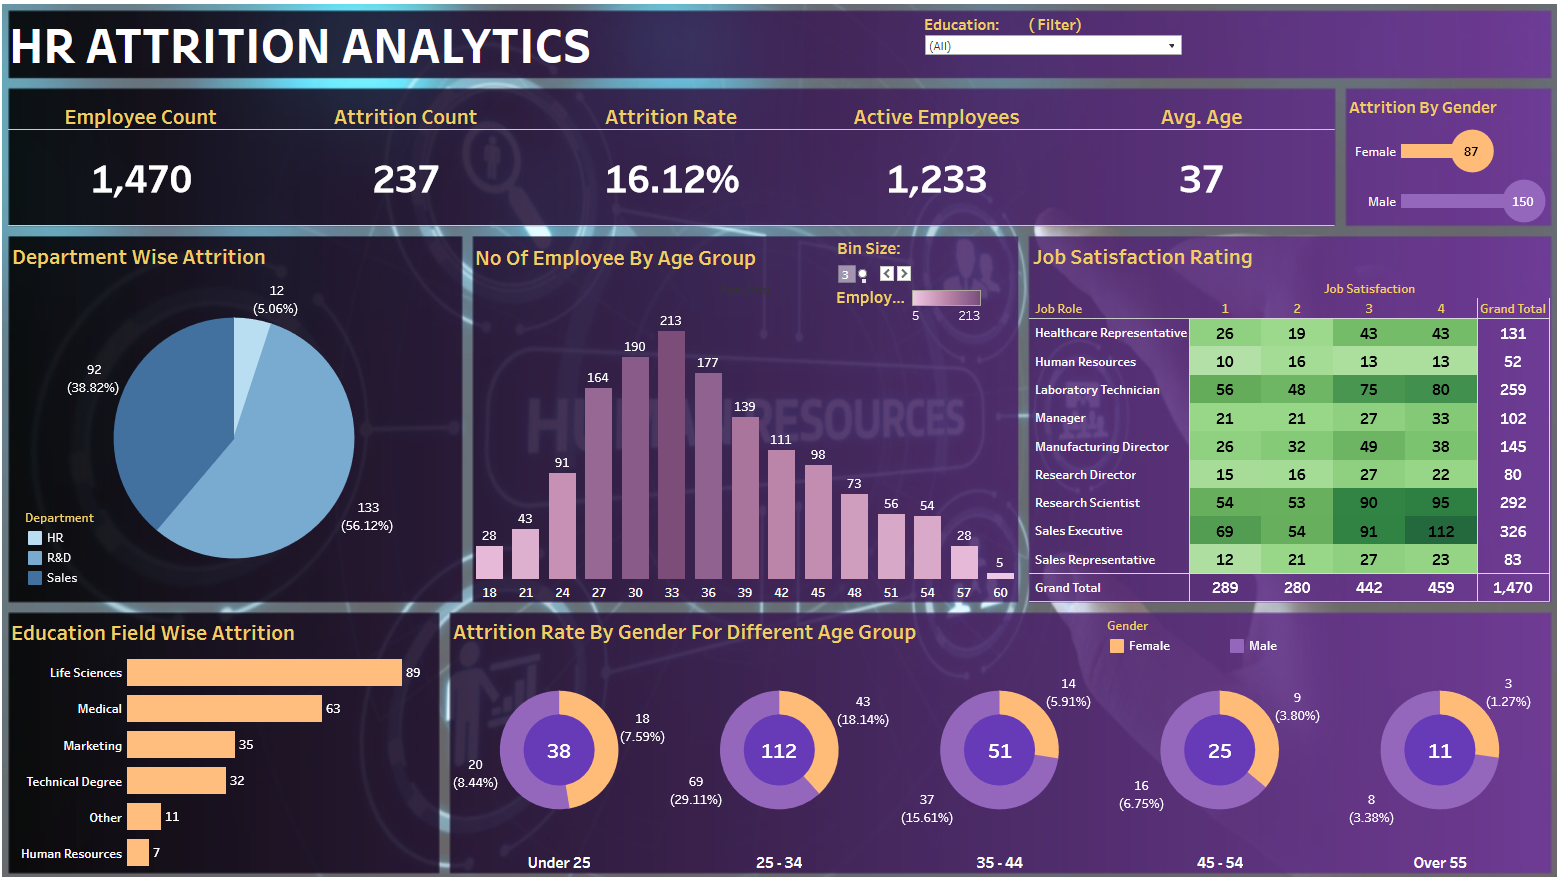 HR ATTRITION ANALYTICS
Education: ( Filter)
(All)
Employee Count
Attrition Count
Attrition Rate
Active Employees
Avg. Age
1,470
237
16.12%
1,233
37
Attrition By Gender
Female 87
Male 150
Department Wise Attrition
12
(5.06%)
92
(38.82%)
133
(56.12%)
Department
HR
R&D
Sales
No Of Employee By Age Group
Bin Size:
3
Employ...
5 213
28
43
91
164
190
213
177
139
111
98
73
56
54
28
5
18 21 24 27 30 33 36 39 42 45 48 51 54 57 60
HUMAN RESOURCES
Job Satisfaction Rating
Job Satisfaction
Job Role 1 2 3 4 Grand Total
Healthcare Representative 26 19 43 43 131
Human Resources 10 16 13 13 52
Laboratory Technician 56 48 75 80 259
Manager 21 21 27 33 102
Manufacturing Director 26 32 49 38 145
Research Director 15 16 27 22 80
Research Scientist 54 53 90 95 292
Sales Executive 69 54 91 112 326
Sales Representative 12 21 27 23 83
Grand Total 289 280 442 459 1,470
Education Field Wise Attrition
Life Sciences 89
Medical 63
Marketing 35
Technical Degree 32
Other 11
Human Resources 7
Attrition Rate By Gender For Different Age Group
Gender
Female
Male
18
(7.59%)
38
20
(8.44%)
Under 25
43
(18.14%)
112
69
(29.11%)
25 - 34
14
(5.91%)
51
37
(15.61%)
35 - 44
9
(3.80%)
25
16
(6.75%)
45 - 54
3
(1.27%)
11
8
(3.38%)
Over 55